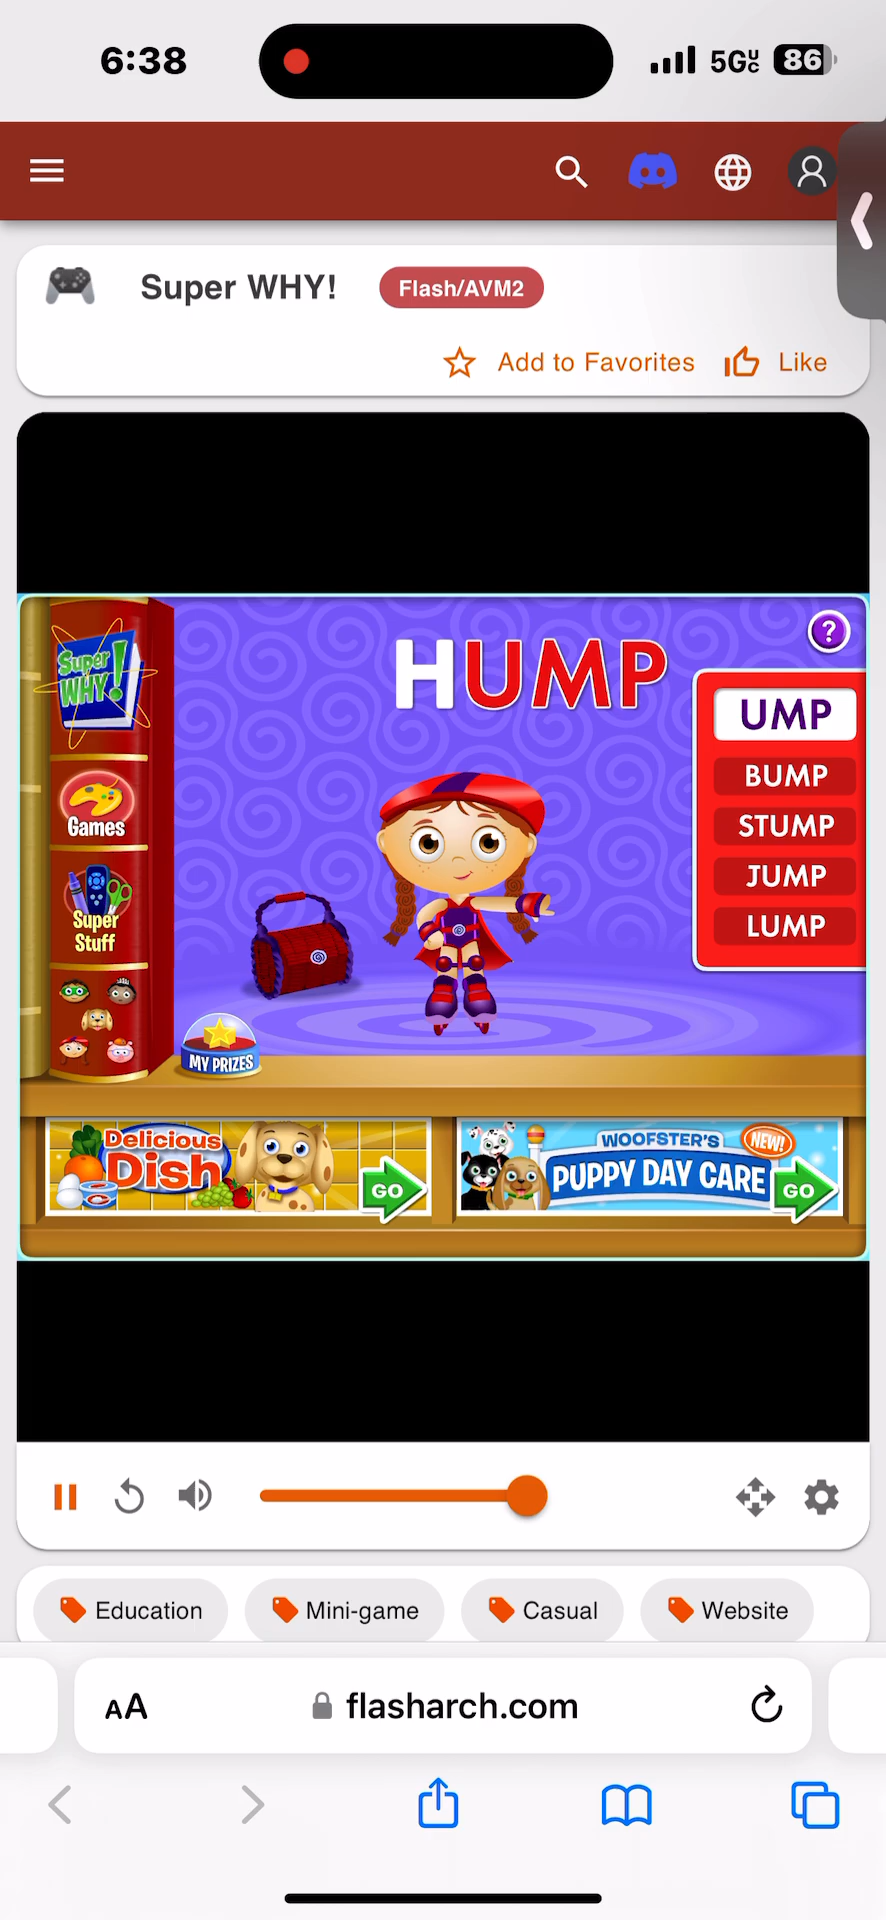 6:38
5GUC 86
Super WHY!
Flash/AVM2
Add to Favorites
Like
Super WHY!
HUMP
?
UMP
BUMP
STUMP
JUMP
LUMP
Games
Super
Stuff
MY PRIZES
Delicious
Dish
GO
WOOFSTER'S
NEW!
PUPPY DAY CARE
GO
Education
Mini-game
Casual
Website
AA
flasharch.com